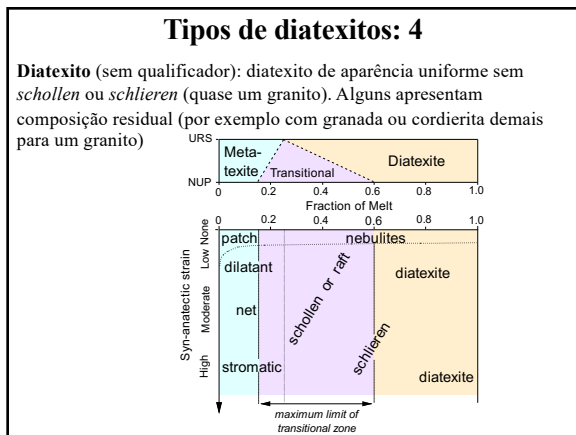 Tipos de diatexitos: 4
Diatexito (sem qualificador): diatexito de aparência uniforme sem
schollen ou schlieren (quase um granito). Alguns apresentam
composição residual (por exemplo com granada ou cordierita demais
para um granito)
URS
Meta-
texite
Transitional
Diatexite
NUP
0 0.2 0.4 0.6 0.8 1.0
Fraction of Melt
0 0.2 0.4 0.6 0.8 1.0
Syn-anatectic strain
None
Low
Moderate
High
patch
nebulites
dilatant
diatexite
net
schollen or raft
schlieren
stromatic
diatexite
maximum limit of
transitional zone